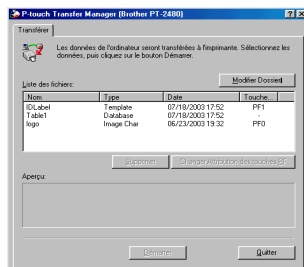 P-touch Transfer Manager (Brother PT-2480)
Transférer
Les données de l'ordinateur seront transférées à l'imprimante. Sélectionnez les
données, puis cliquez sur le bouton Démarrer.
Modifier Dossier
Liste des fichiers:
Nom Type Date Touche...
IDLabel Template 07/18/2003 17:52 PF1
Table1 Database 07/18/2003 17:52 -
logo Image Char 06/23/2003 19:32 PF0
Supprimer Changer Attribution des touches PF
Aperçu:
Démarrer Quitter